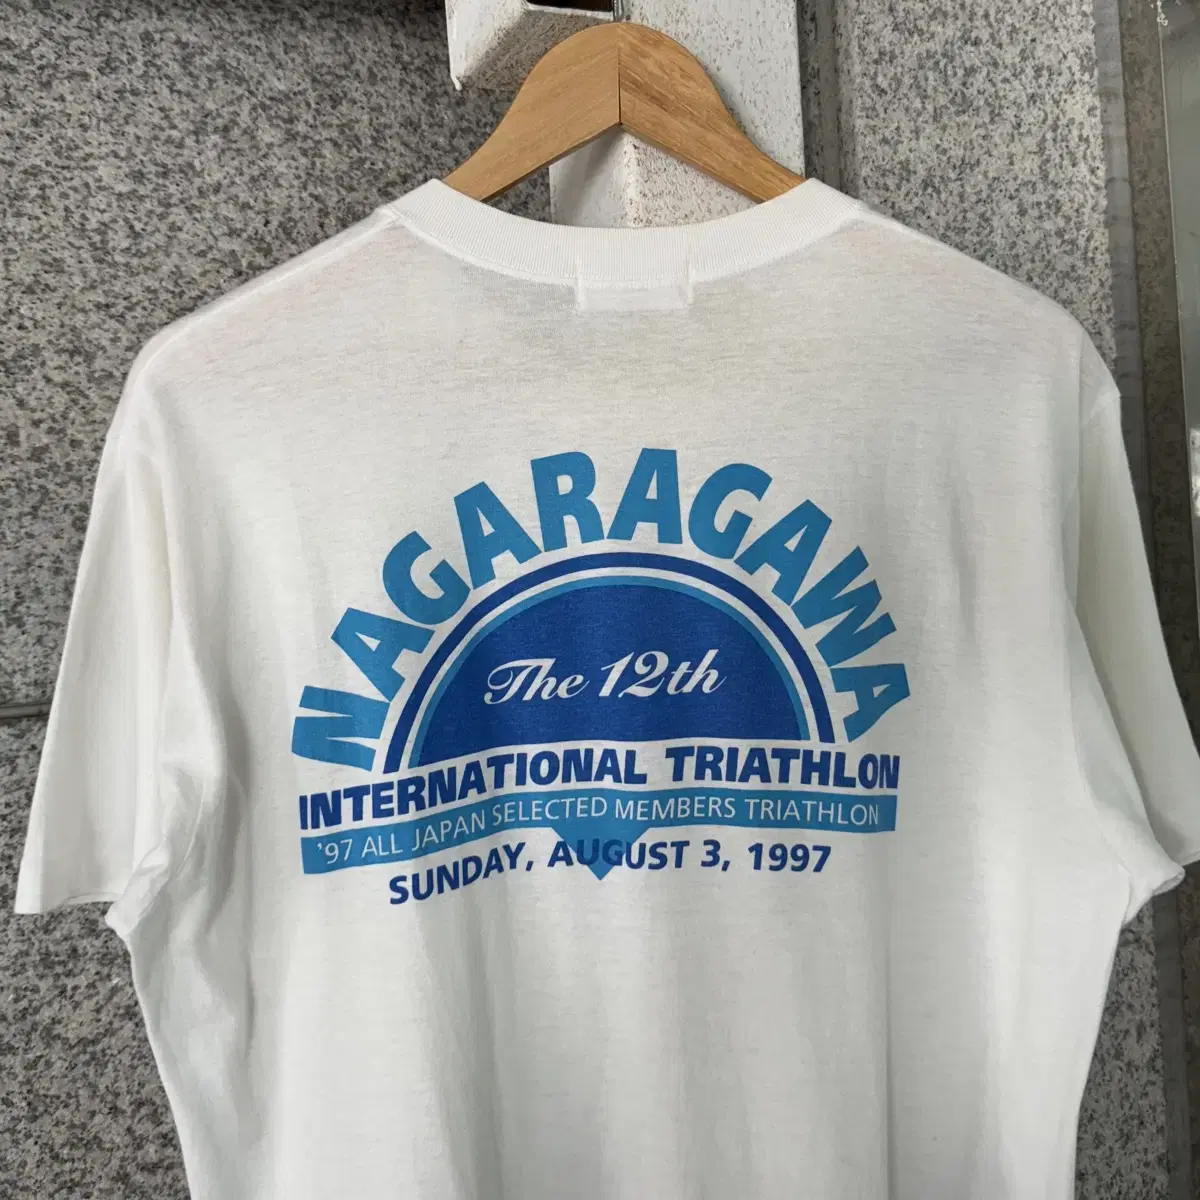 NAGARAGAWA
The 12th
INTERNATIONAL TRIATHLON
'97 ALL JAPAN SELECTED MEMBERS TRIATHLON
SUNDAY, AUGUST 3, 1997